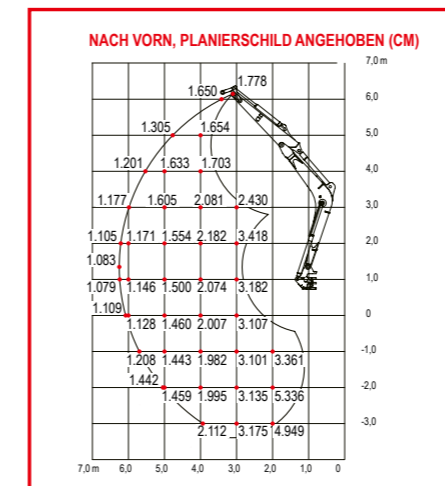 NACH VORN, PLANIERSCHILD ANGEHOBEN (CM)
7,0 m
1.778
1.650
6,0
1.305 1.654
5,0
1.201 1.633 1.703
4,0
1.177 1.605 2.081 2.430
3,0
1.105 1.171 1.554 2.182 3.418
2,0
1.083
1.079 1.146 1.500 2.074 3.182
1,0
1.109
1.128 1.460 2.007 3.107
0
1.208 1.443 1.982 3.101 3.361
-1,0
1.442
1.459 1.995 3.135 5.336
-2,0
2.112 3.175 4.949
-3,0
7,0 m 6,0 5,0 4,0 3,0 2,0 1,0 0